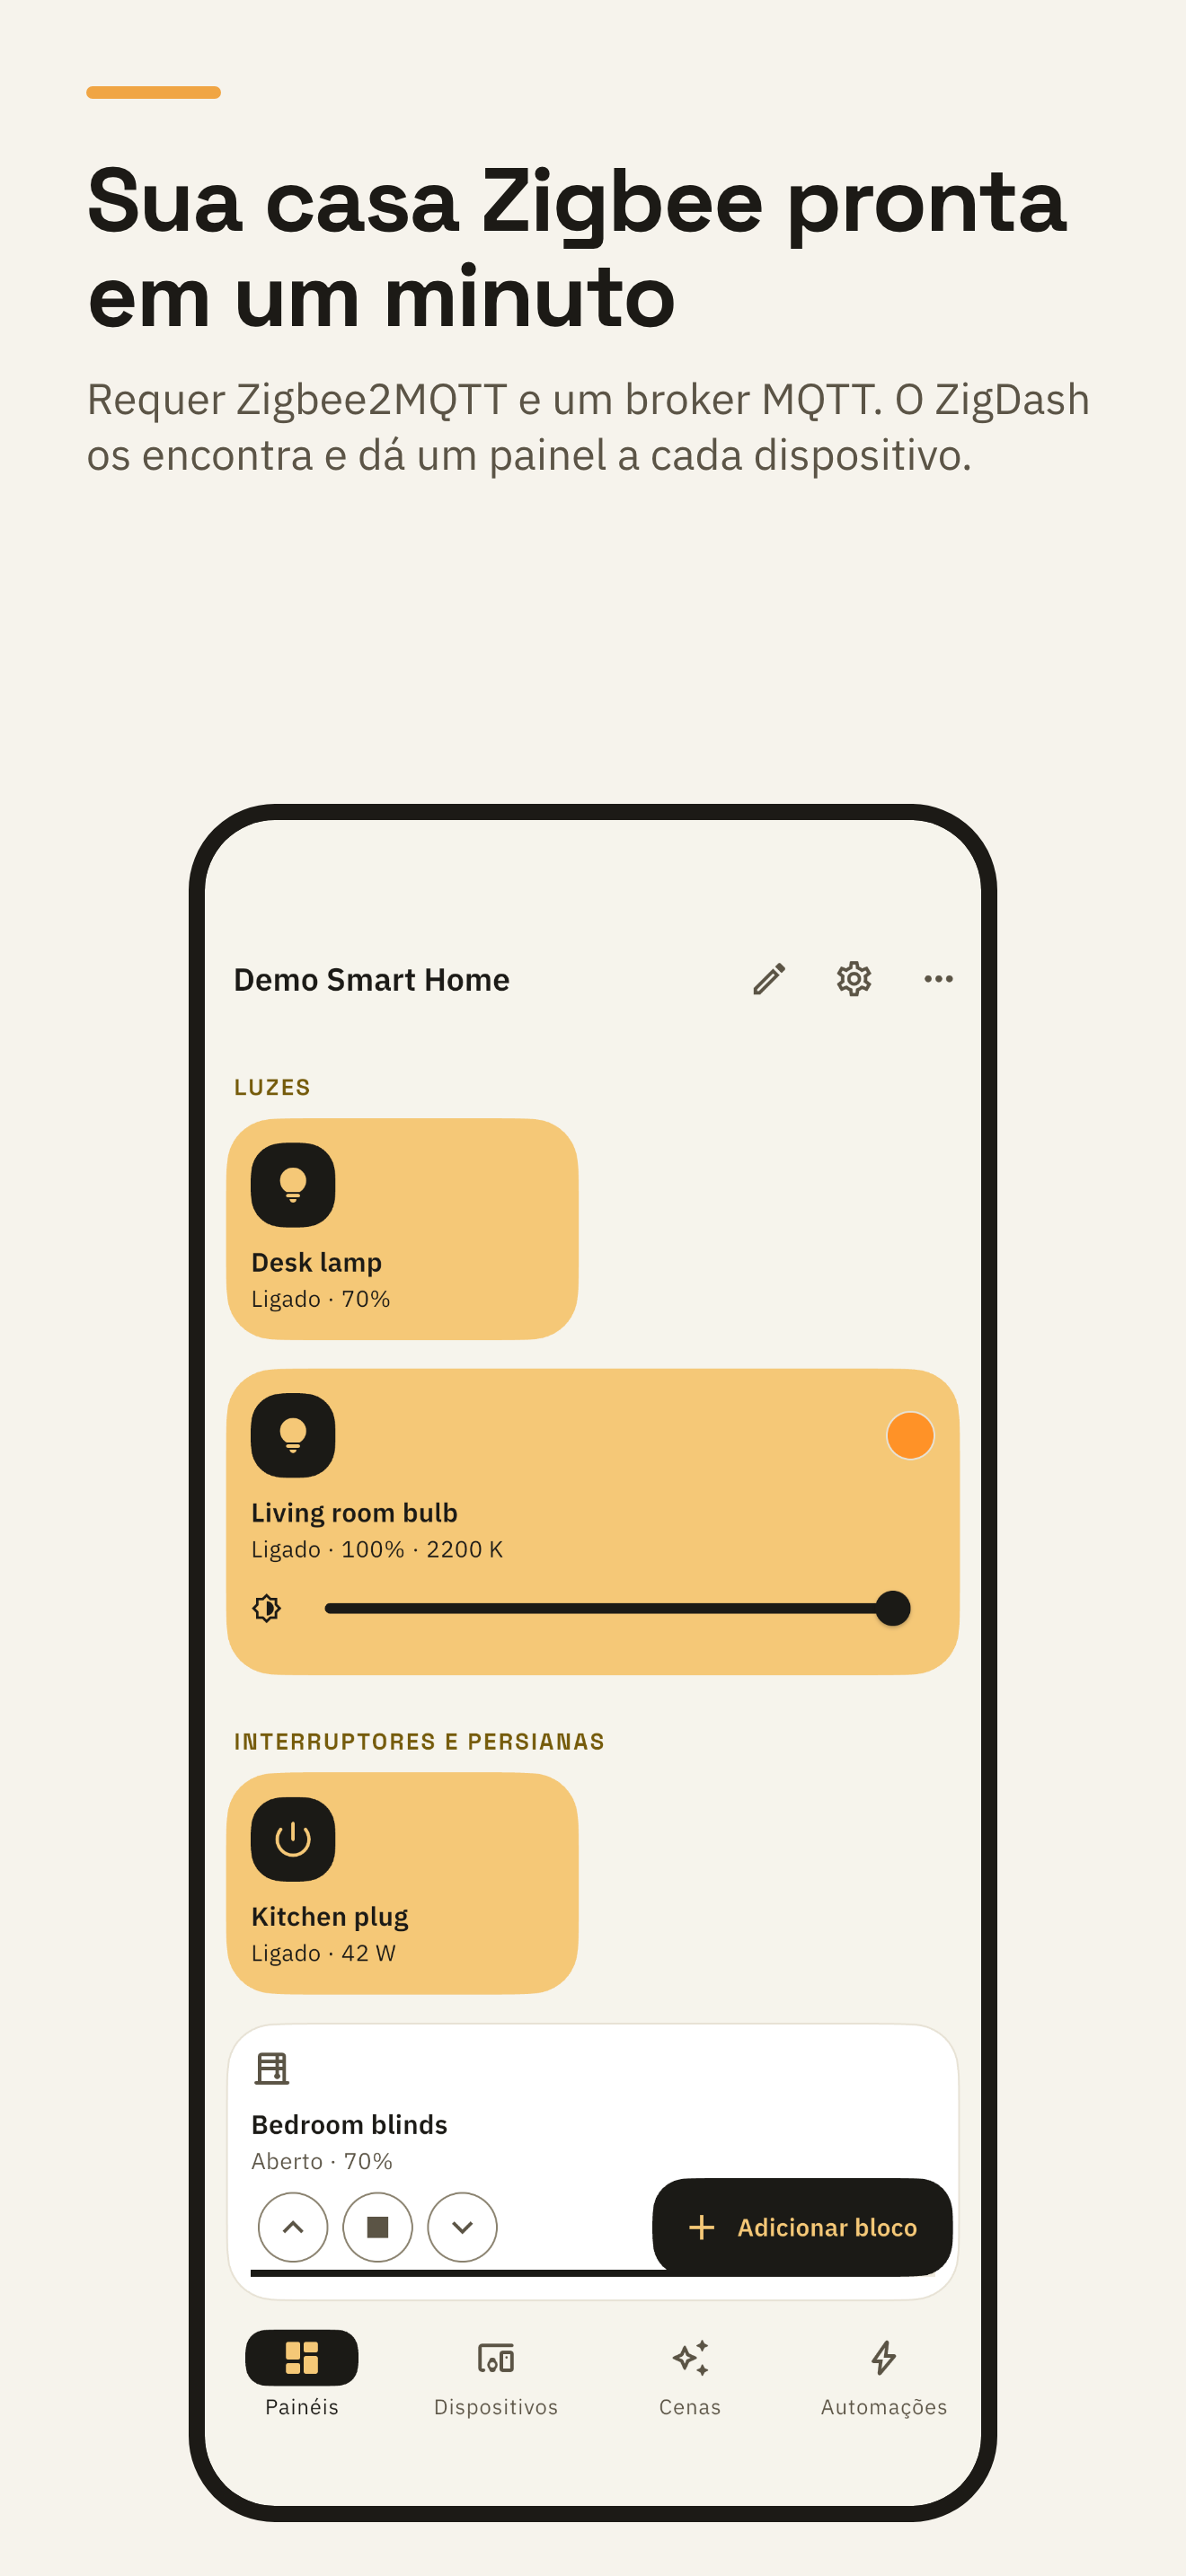 Sua casa Zigbee pronta
em um minuto
Requer Zigbee2MQTT e um broker MQTT. O ZigDash
os encontra e dá um painel a cada dispositivo.
Demo Smart Home
LUZES
Desk lamp
Ligado · 70%
Living room bulb
Ligado · 100% · 2200 K
INTERRUPTORES E PERSIANAS
Kitchen plug
Ligado · 42 W
Bedroom blinds
Aberto · 70%
Adicionar bloco
Painéis
Dispositivos
Cenas
Automações